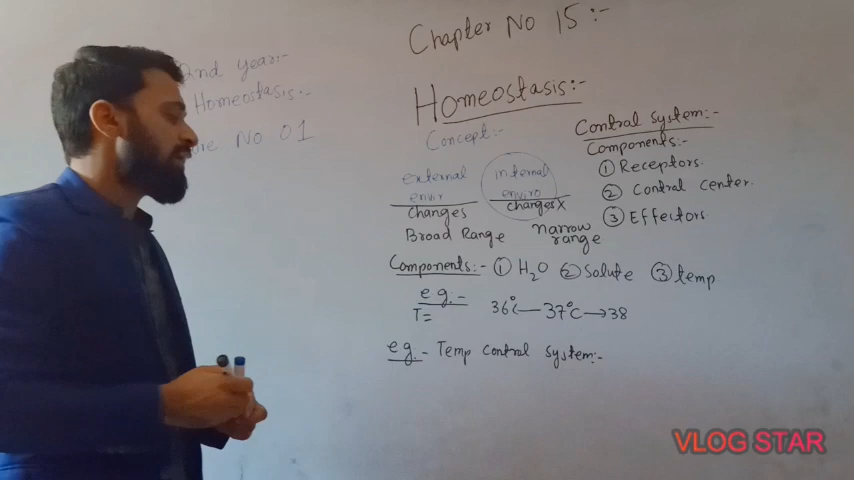 Chapter No 15:-
2nd year:-
Homeostasis:-
No 01
Homeostasis:-
Concept:-
external
envir
changes
Broad Range
internal
enviro
changes X
narrow
range
Control system:-
Components:-
① Receptors.
② Control center.
③ Effectors.
Components:- ① H₂O ② Solute ③ temp
e.g.-
T= 36°C — 37°C → 38
e.g.- Temp control system:-
VLOG STAR